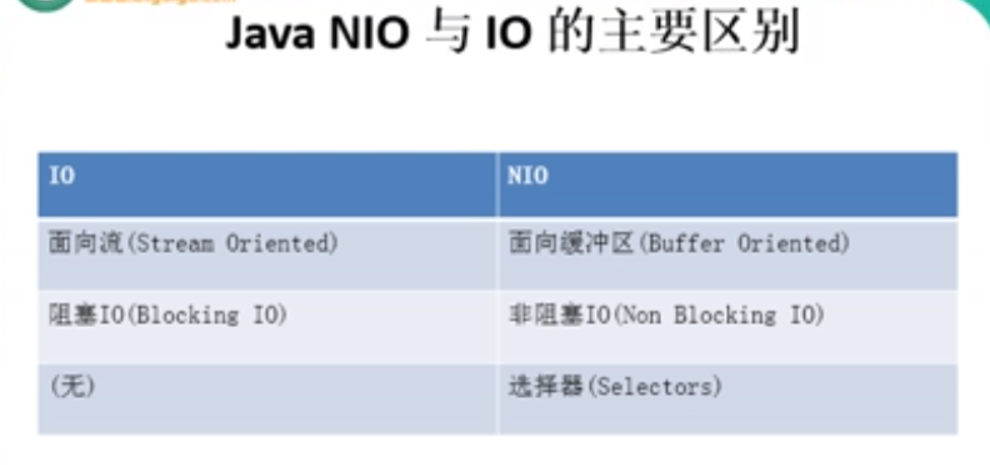 Java NIO 与 IO 的主要区别
IO NIO
面向流(Stream Oriented) 面向缓冲区(Buffer Oriented)
阻塞IO(Blocking IO) 非阻塞IO(Non Blocking IO)
(无) 选择器(Selectors)